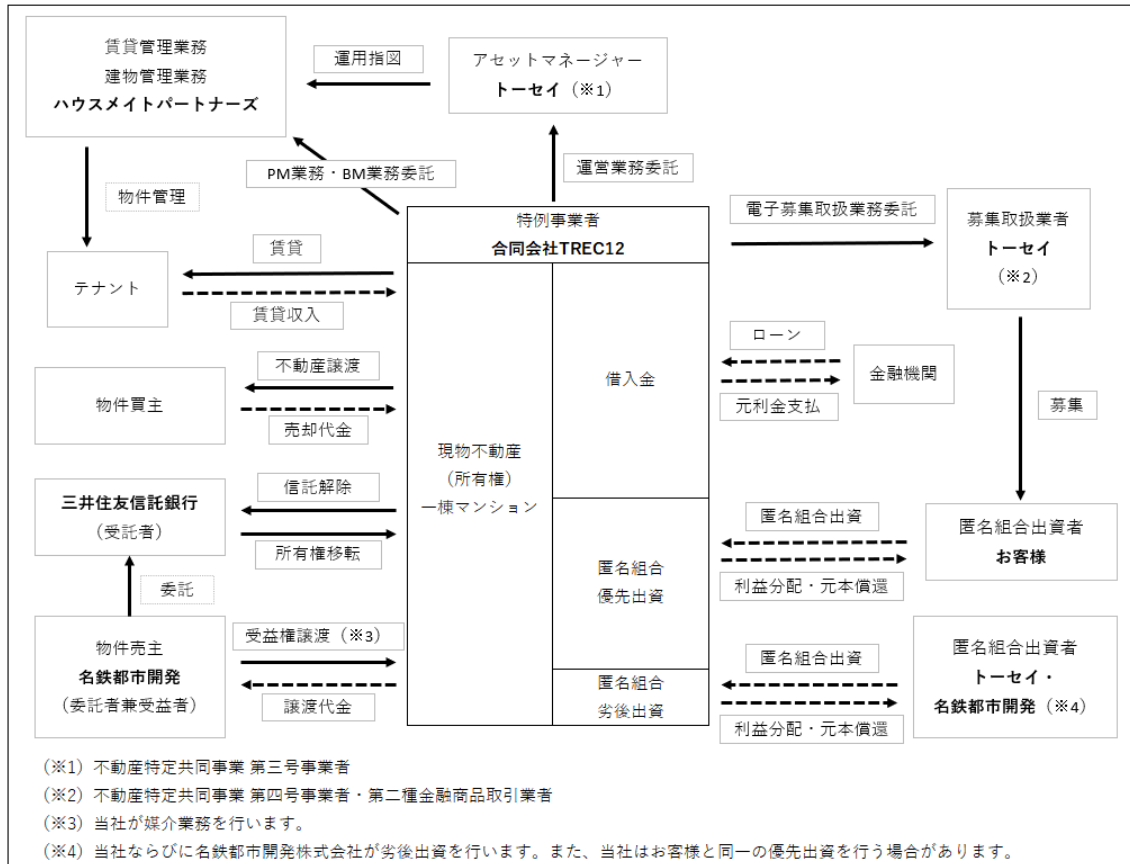 賃貸管理業務
建物管理業務
ハウスメイトパートナーズ
運用指図
アセットマネージャー
トーセイ（※1）
PM業務・BM業務委託
運営業務委託
物件管理
特例事業者
合同会社TREC12
電子募集取扱業務委託
募集取扱業者
トーセイ
（※2）
テナント
賃貸
賃貸収入
ローン
元利金支払
金融機関
借入金
募集
物件買主
不動産譲渡
売却代金
現物不動産
（所有権）
一棟マンション
三井住友信託銀行
（受託者）
信託解除
所有権移転
匿名組合
優先出資
匿名組合出資
利益分配・元本償還
匿名組合出資者
お客様
委託
物件売主
名鉄都市開発
（委託者兼受益者）
受益権譲渡（※3）
譲渡代金
匿名組合
劣後出資
匿名組合出資
利益分配・元本償還
匿名組合出資者
トーセイ・
名鉄都市開発（※4）
（※1）不動産特定共同事業 第三号事業者
（※2）不動産特定共同事業 第四号事業者・第二種金融商品取引業者
（※3）当社が媒介業務を行います。
（※4）当社ならびに名鉄都市開発株式会社が劣後出資を行います。また、当社はお客様と同一の優先出資を行う場合があります。